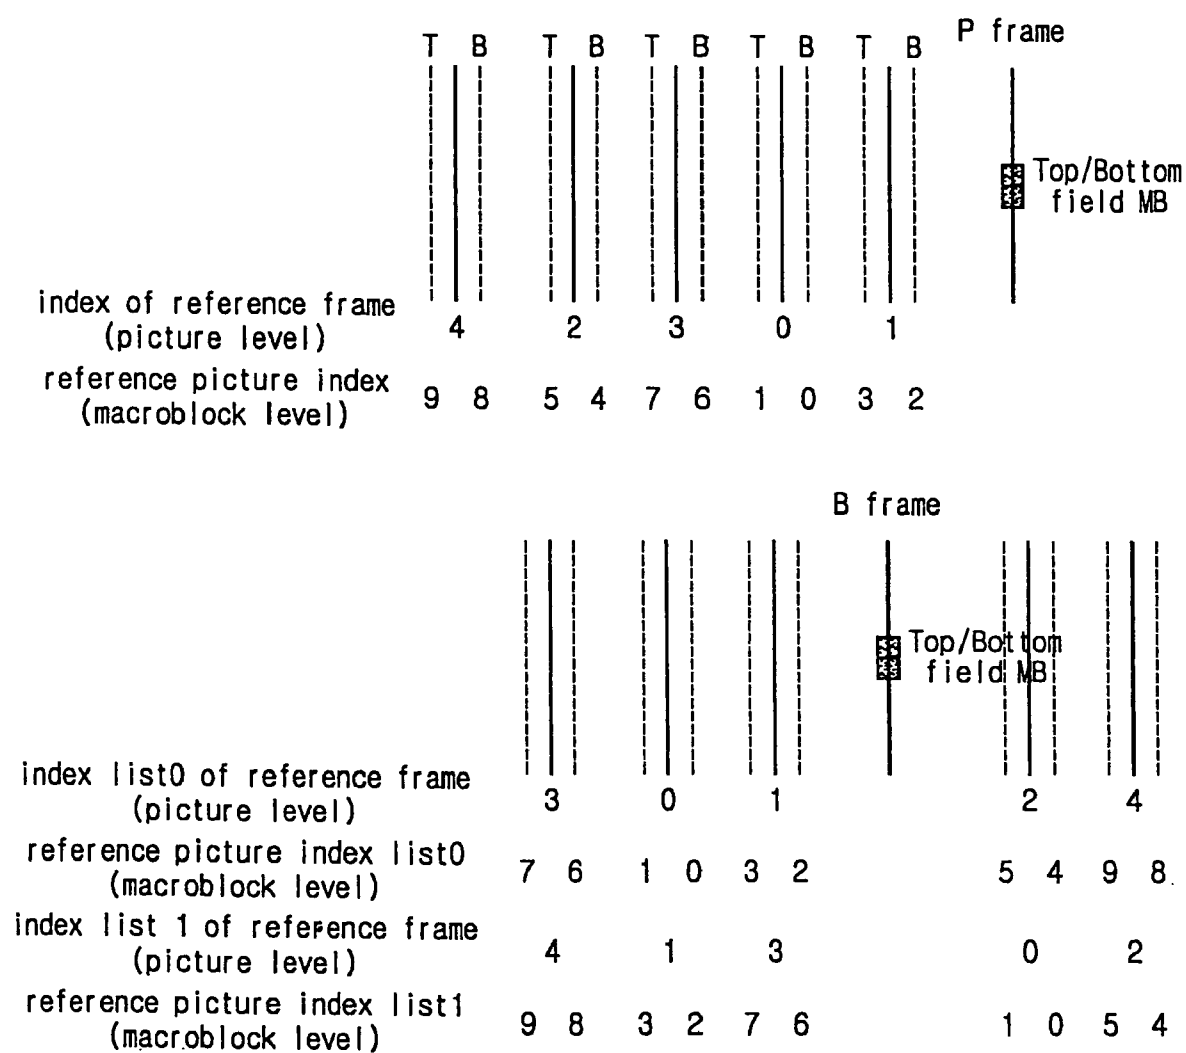 P frame
T B T B T B T B T B
Top/Bottom
field MB
index of reference frame
(picture level)
4 2 3 0 1
reference picture index
(macroblock level)
9 8 5 4 7 6 1 0 3 2
B frame
Top/Bottom
field MB
index list0 of reference frame
(picture level)
3 0 1 2 4
reference picture index list0
(macroblock level)
7 6 1 0 3 2 5 4 9 8
index list 1 of reference frame
(picture level)
4 1 3 0 2
reference picture index list1
(macroblock level)
9 8 3 2 7 6 1 0 5 4